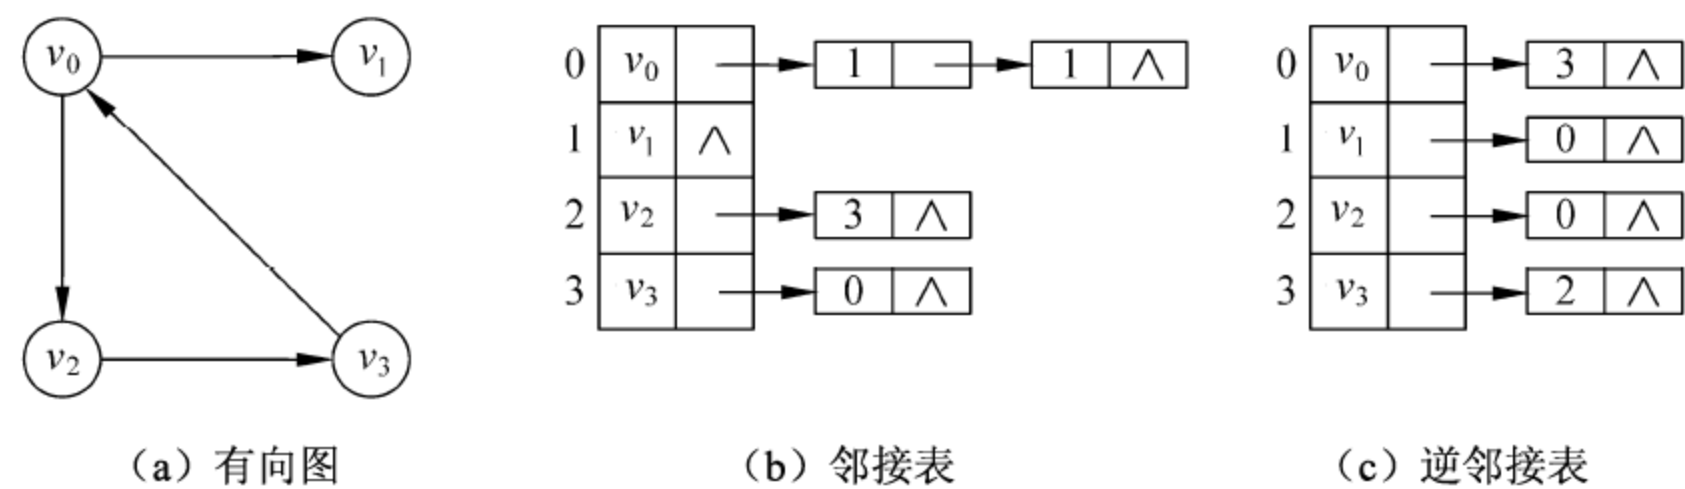 v0 v1
v2 v3
(a)有向图
0 v0 1 1 ∧
1 v1 ∧
2 v2 3 ∧
3 v3 0 ∧
(b)邻接表
0 v0 3 ∧
1 v1 0 ∧
2 v2 0 ∧
3 v3 2 ∧
(c)逆邻接表